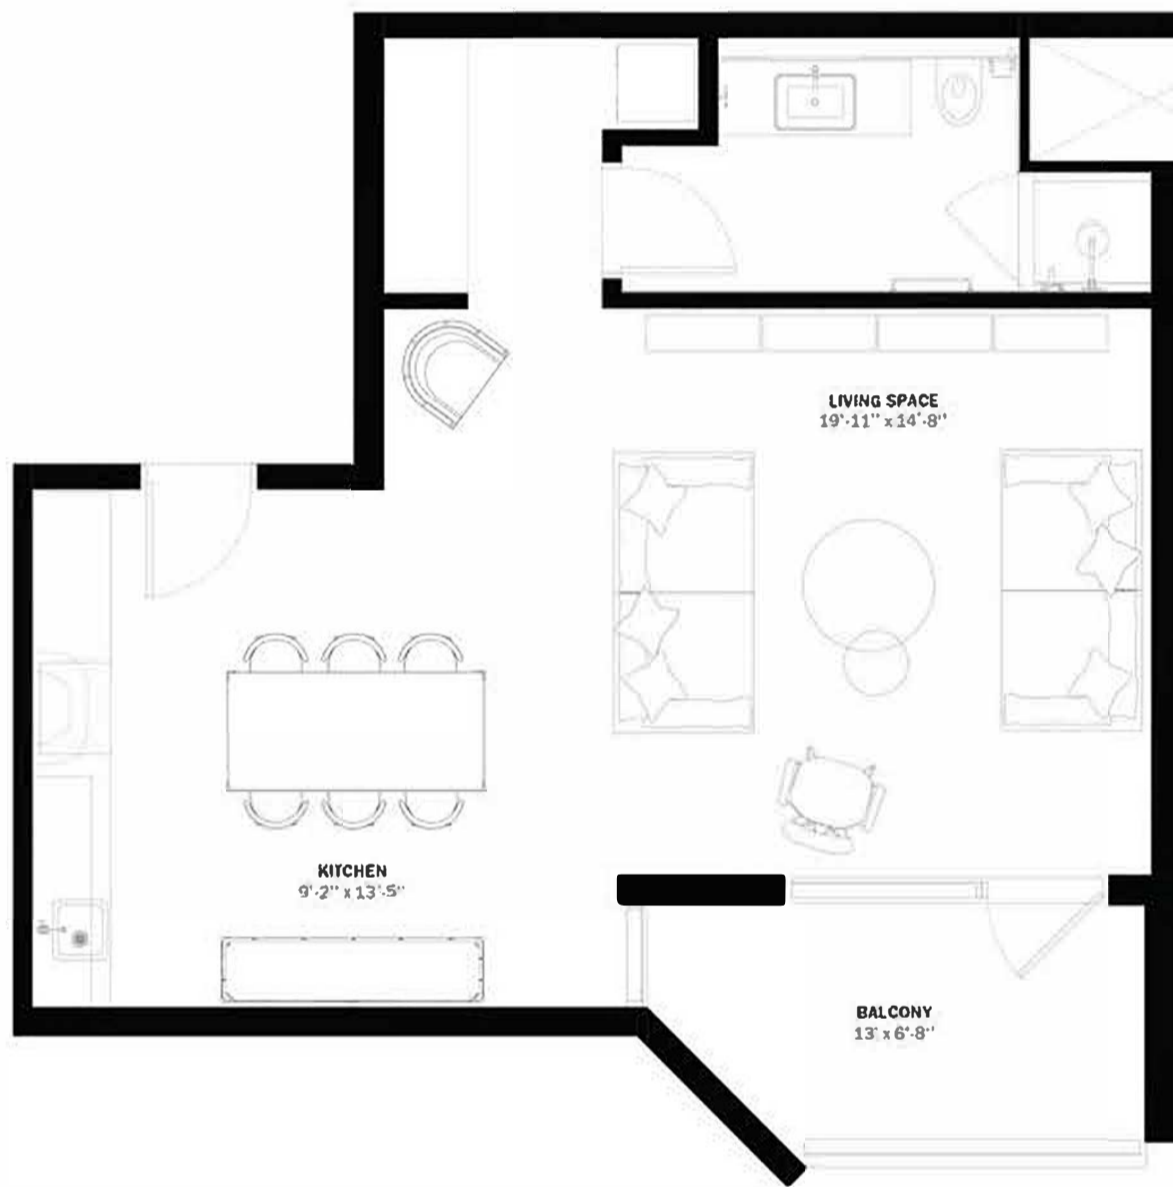 LIVING SPACE
19'-11" x 14'-8"
KITCHEN
9'-2" x 13'-5"
BALCONY
13' x 6'-8"